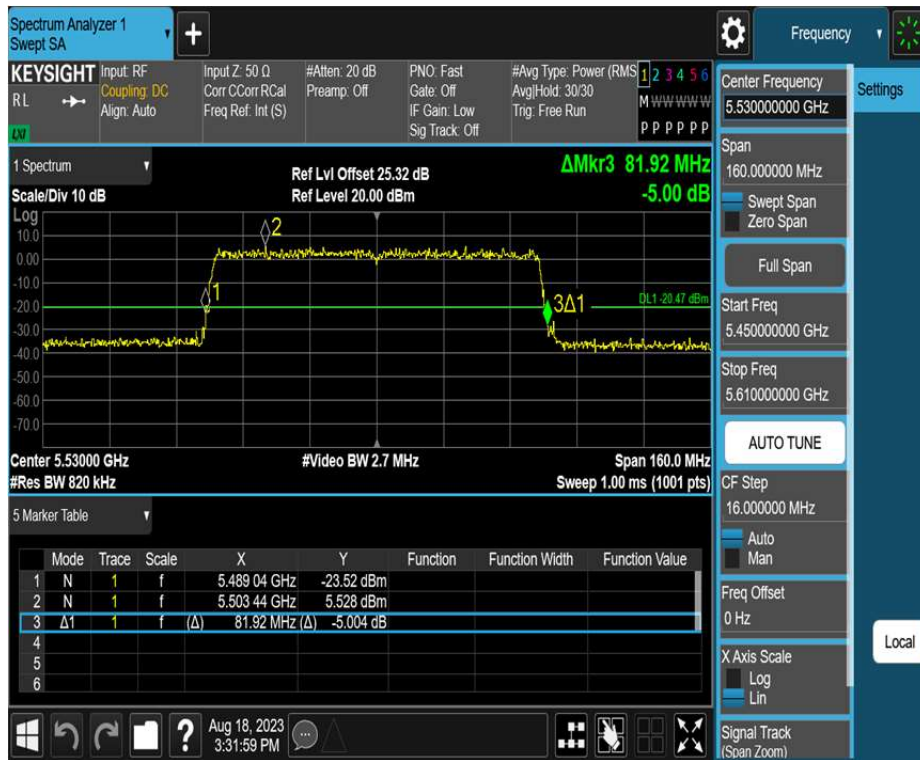 Spectrum Analyzer 1
Swept SA
+
Frequency
KEYSIGHT
RL
LXI
Input: RF
Coupling: DC
Align: Auto
Input Z: 50 Ω
Corr CCorr RCal
Freq Ref: Int (S)
#Atten: 20 dB
Preamp: Off
PNO: Fast
Gate: Off
IF Gain: Low
Sig Track: Off
#Avg Type: Power (RMS
Avg|Hold: 30/30
Trig: Free Run
1 2 3 4 5 6
M W W W W W
P P P P P P
1 Spectrum
Scale/Div 10 dB
Ref Lvl Offset 25.32 dB
Ref Level 20.00 dBm
ΔMkr3 81.92 MHz
-5.00 dB
Log
10.0
0.00
-10.0
-20.0
-30.0
-40.0
-50.0
-60.0
-70.0
2
1
3Δ1
DL1 -20.47 dBm
Center 5.53000 GHz
#Res BW 820 kHz
#Video BW 2.7 MHz
Span 160.0 MHz
Sweep 1.00 ms (1001 pts)
5 Marker Table
Mode Trace Scale X Y Function Function Width Function Value
1 N 1 f 5.489 04 GHz -23.52 dBm
2 N 1 f 5.503 44 GHz 5.528 dBm
3 Δ1 1 f (Δ) 81.92 MHz (Δ) -5.004 dB
4
5
6
?
Aug 18, 2023
3:31:59 PM
Center Frequency
5.530000000 GHz
Span
160.000000 MHz
Swept Span
Zero Span
Full Span
Start Freq
5.450000000 GHz
Stop Freq
5.610000000 GHz
AUTO TUNE
CF Step
16.000000 MHz
Auto
Man
Freq Offset
0 Hz
X Axis Scale
Log
Lin
Signal Track
(Span Zoom)
Settings
Local